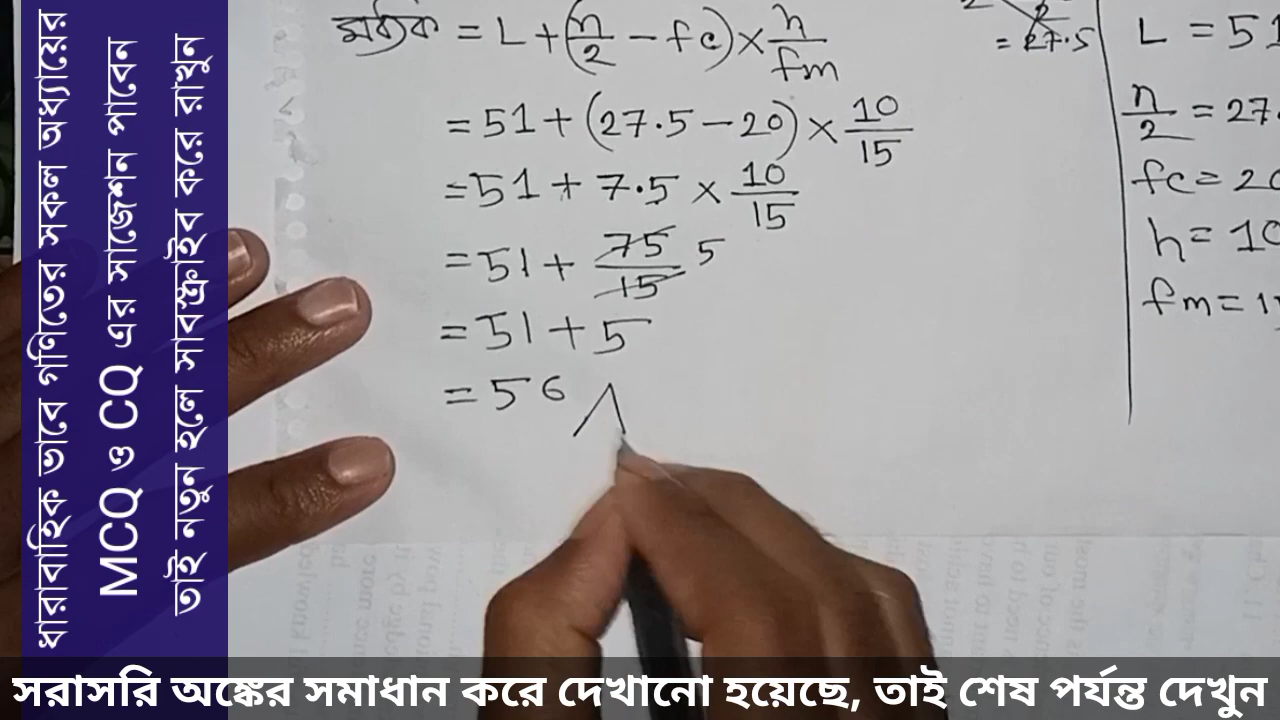 ধারাবাহিক ভাবে গণিতের সকল অধ্যায়ের
MCQ ও CQ এর সাজেশন পাবেন
তাই নতুন হলে সাবস্ক্রাইব করে রাখুন
মধ্যক = L + (n/2 - fc) × h/fm
= 51 + (27.5 - 20) × 10/15
= 51 + 7.5 × 10/15
= 51 + 75/15 5
= 51 + 5
= 56
= 27.5
L = 51
n/2 = 27.
fc = 20
h = 10
fm = 1
সরাসরি অঙ্কের সমাধান করে দেখানো হয়েছে, তাই শেষ পর্যন্ত দেখুন